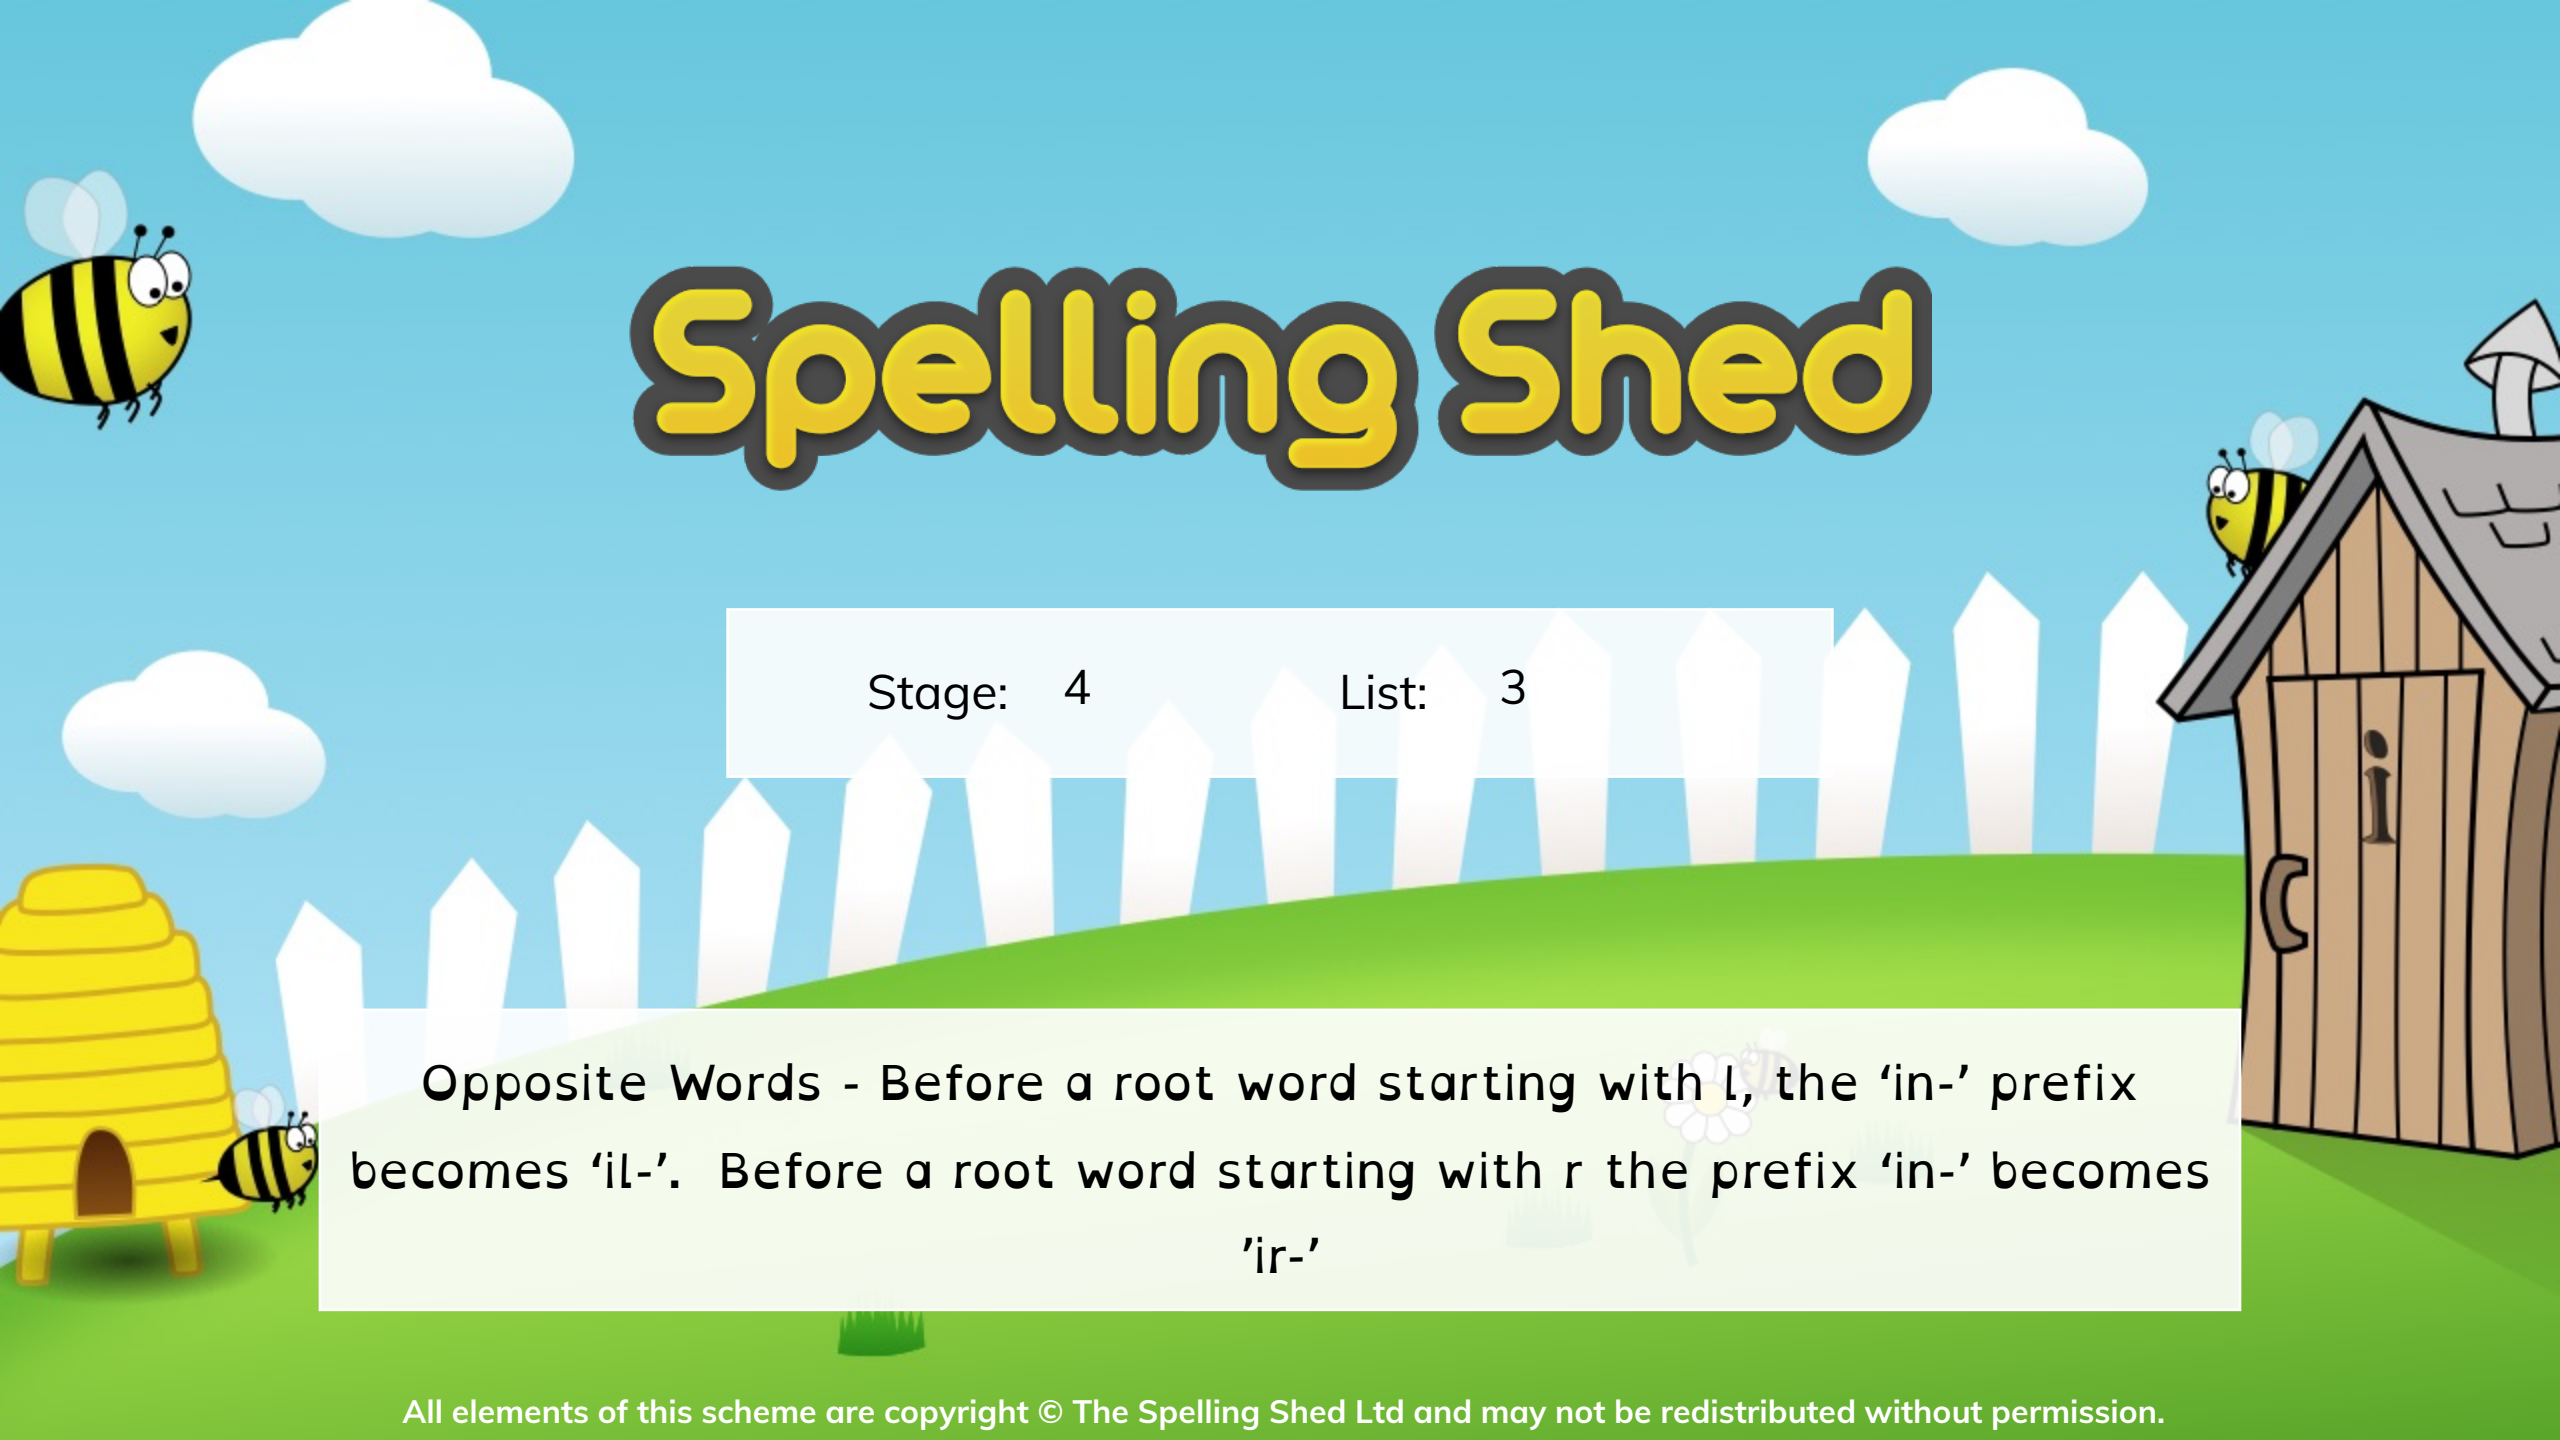 Spelling Shed
Stage: 4 List: 3
i
Opposite Words - Before a root word starting with l, the ‘in-’ prefix
becomes ‘il-’.  Before a root word starting with r the prefix ‘in-’ becomes
’ir-’
All elements of this scheme are copyright © The Spelling Shed Ltd and may not be redistributed without permission.